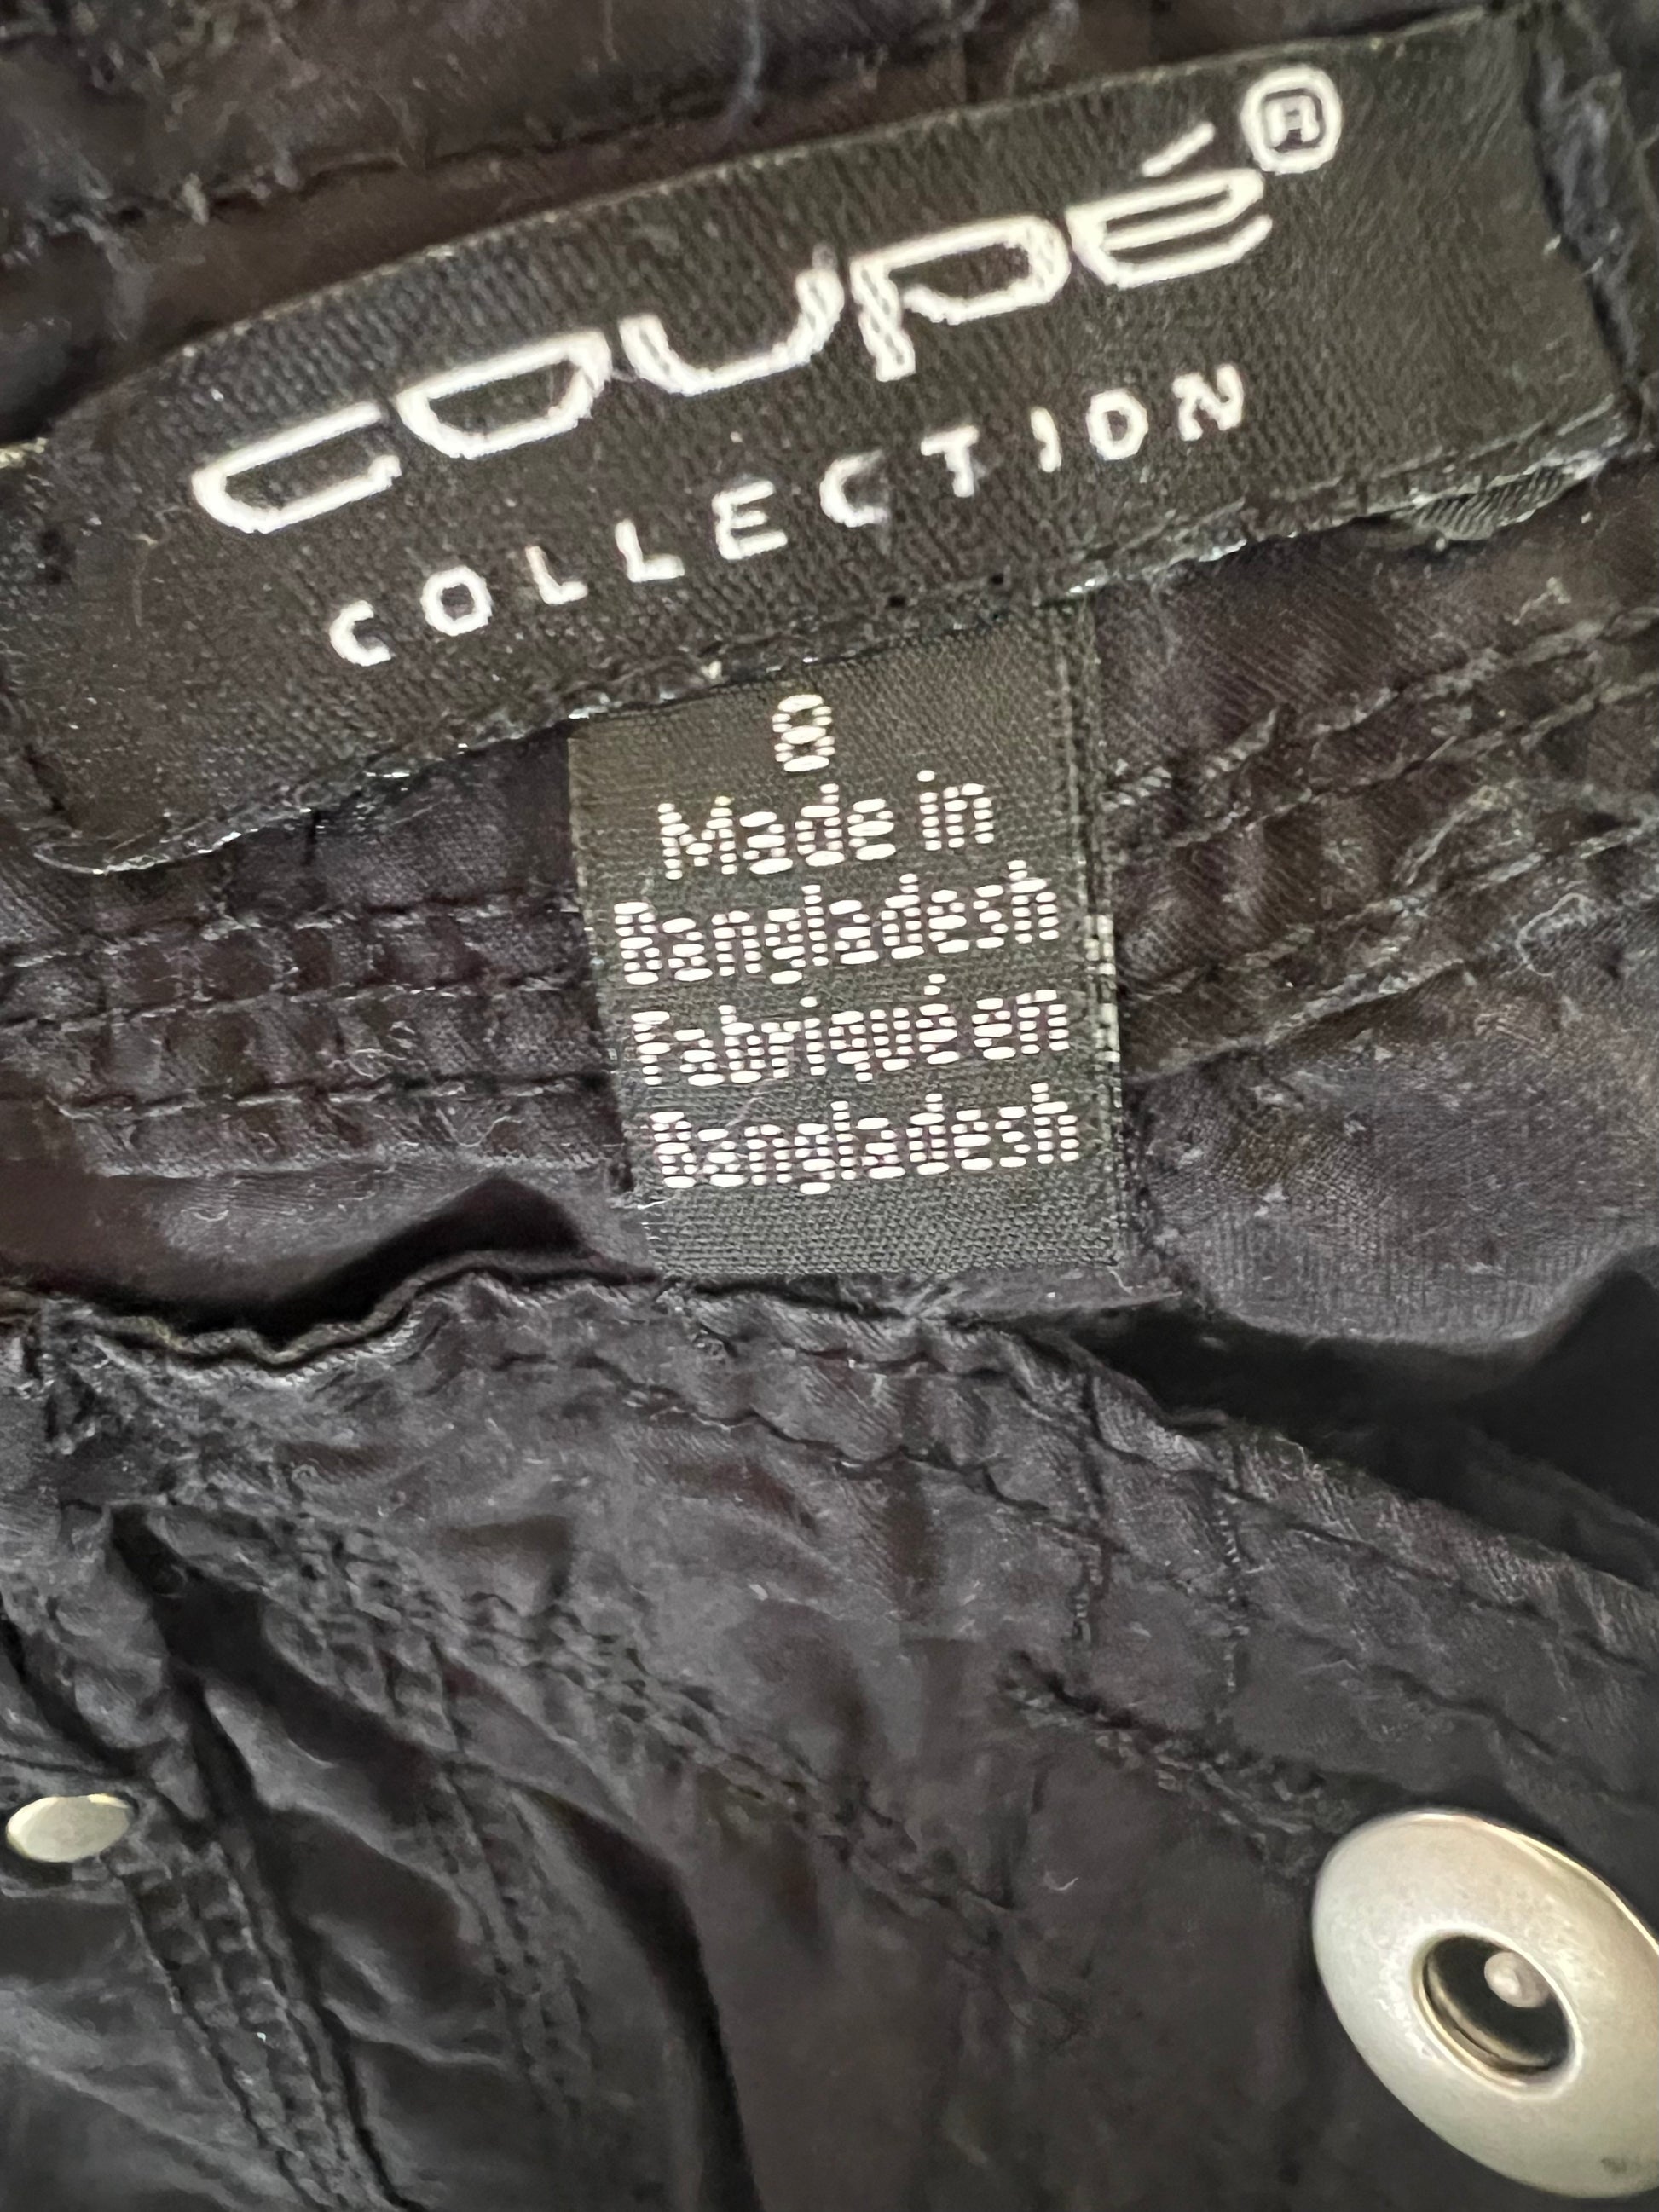 coupé®
COLLECTION
8
Made in
Bangladesh
Fabriqué en
Bangladesh